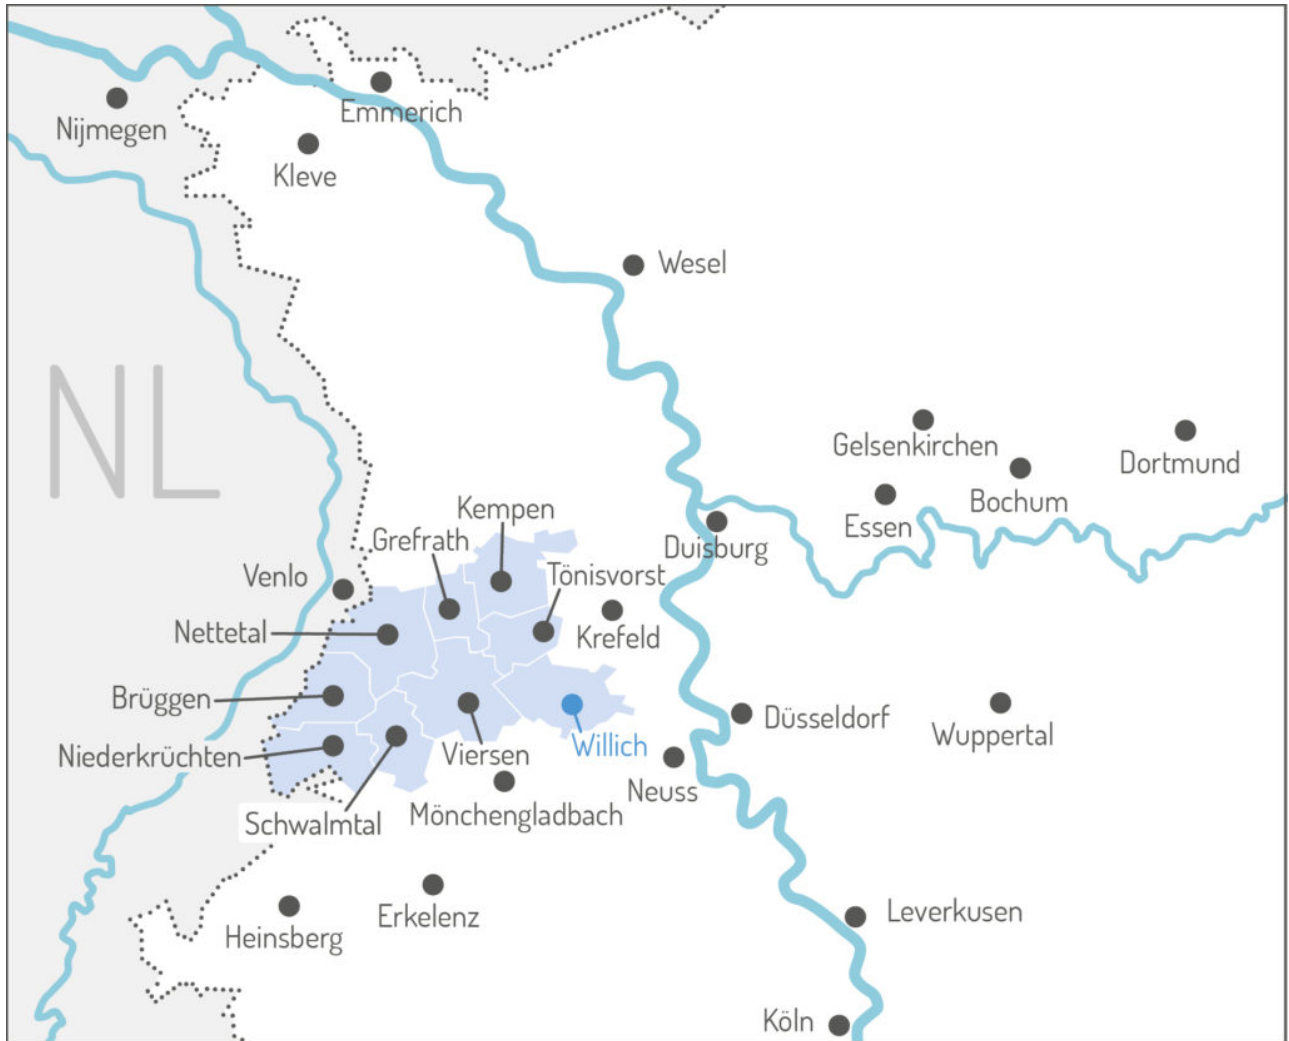 Emmerich
Nijmegen
Kleve
Wesel
NL
Gelsenkirchen
Dortmund
Bochum
Essen
Kempen
Grefrath
Duisburg
Venlo
Tönisvorst
Nettetal
Krefeld
Brüggen
Düsseldorf
Wuppertal
Niederkrüchten
Viersen
Willich
Neuss
Schwalmtal
Mönchengladbach
Leverkusen
Erkelenz
Heinsberg
Köln